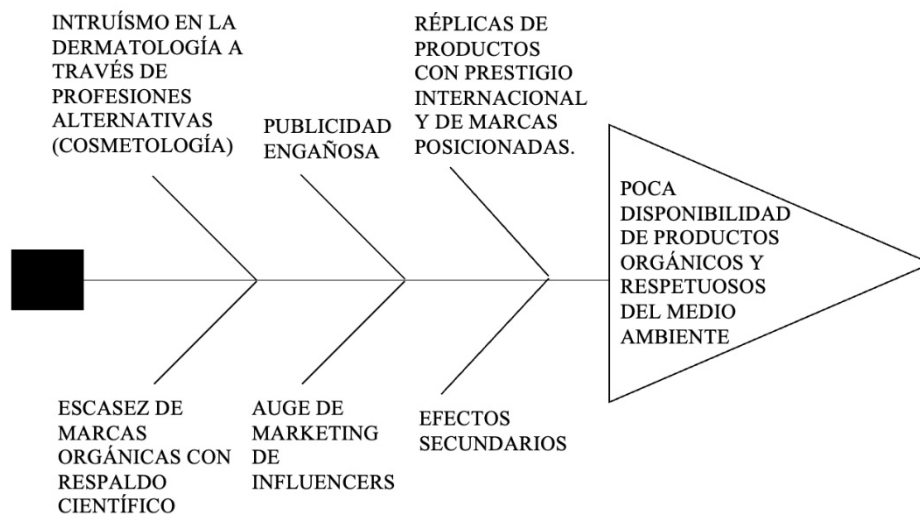 INTRUÍSMO EN LA
DERMATOLOGÍA A
TRAVÉS DE
PROFESIONES
ALTERNATIVAS
(COSMETOLOGÍA)
PUBLICIDAD
ENGAÑOSA
RÉPLICAS DE
PRODUCTOS
CON PRESTIGIO
INTERNACIONAL
Y DE MARCAS
POSICIONADAS.
POCA
DISPONIBILIDAD
DE PRODUCTOS
ORGÁNICOS Y
RESPETUOSOS
DEL MEDIO
AMBIENTE
ESCASEZ DE
MARCAS
ORGÁNICAS CON
RESPALDO
CIENTÍFICO
AUGE DE
MARKETING
DE
INFLUENCERS
EFECTOS
SECUNDARIOS